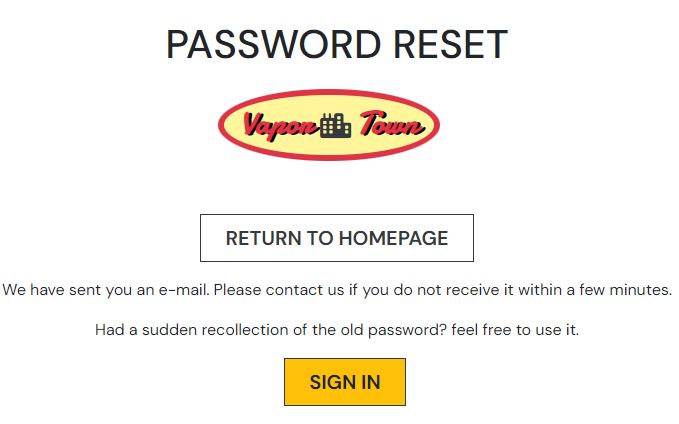 PASSWORD RESET
Vapor Town
RETURN TO HOMEPAGE
We have sent you an e-mail. Please contact us if you do not receive it within a few minutes.
Had a sudden recollection of the old password? feel free to use it.
SIGN IN